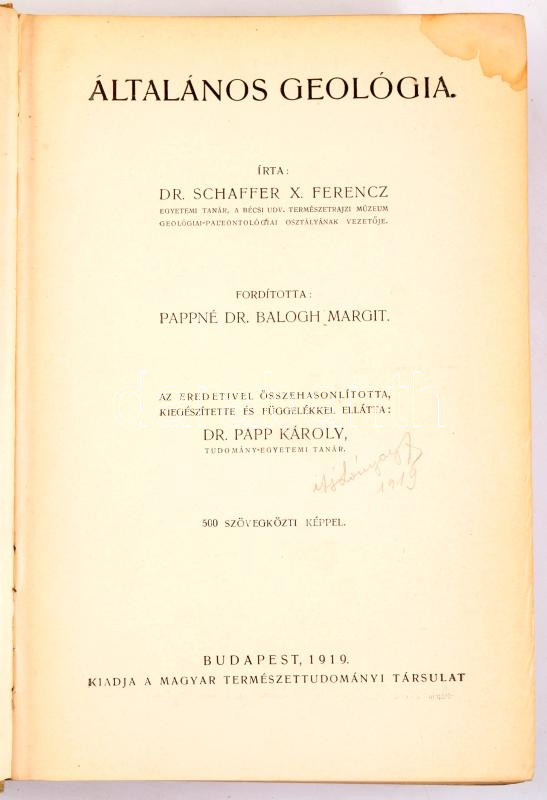 ÁLTALÁNOS GEOLÓGIA.
ÍRTA:
DR. SCHAFFER X. FERENCZ
EGYETEMI TANÁR, A BÉCSI UDV. TERMÉSZETRAJZI MÚZEUM
GEOLÓGIAI-PALEONTOLÓGIAI OSZTÁLYÁNAK VEZETŐJE.
FORDÍTOTTA:
PAPPNÉ DR. BALOGH MARGIT.
AZ EREDETIVEL ÖSSZEHASONLÍTOTTA,
KIEGÉSZÍTETTE ÉS FÜGGELÉKKEL ELLÁTTA:
DR. PAPP KÁROLY,
TUDOMÁNY-EGYETEMI TANÁR.
1919
500 SZÖVEGKÖZTI KÉPPEL.
BUDAPEST, 1919.
KIADJA A MAGYAR TERMÉSZETTUDOMÁNYI TÁRSULAT